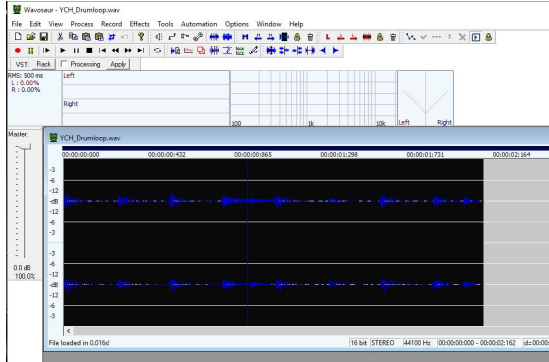 Wavosaur - YCH_Drumloop.wav
File Edit View Process Record Effects Tools Automation Options Window Help
VST: Rack Processing Apply
RMS: 500 ms
L : 0.00%
R : 0.00%
Left
Right
100 1k 10k Left Right
Master:
0.0 dB
100.0%
YCH_Drumloop.wav
00:00:00:000 00:00:00:432 00:00:00:865 00:00:01:298 00:00:01:731 00:00:02:164
-3
-6
-12
-dB
-12
-6
-3
-3
-6
-12
-dB
-12
-6
-3
File loaded in 0.016s! 16 bit STEREO 44100 Hz 00:00:00:000 - 00:00:02:162 d=00:00: